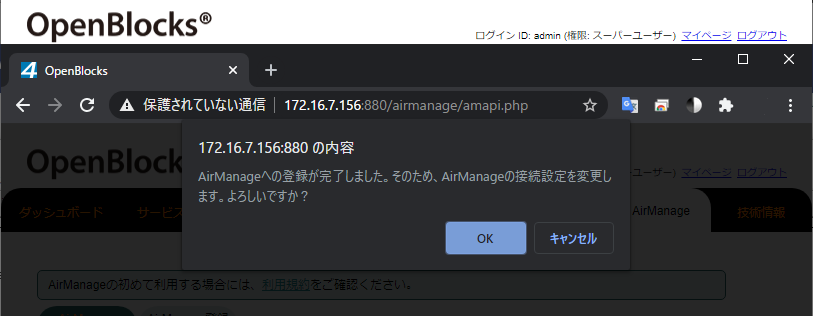 OpenBlocks®
ログイン ID: admin (権限: スーパーユーザー) マイページ ログアウト
OpenBlocks
保護されていない通信 172.16.7.156:880/airmanage/amapi.php
172.16.7.156:880 の内容
AirManageへの登録が完了しました。そのため、AirManageの接続設定を変更し
ます。よろしいですか？
OK キャンセル
OpenBlocks
ーユーザー) マイページ ログアウト
ダッシュボード サービス AirManage 技術情報
AirManageの初めて利用する場合には、利用規約をご確認ください。